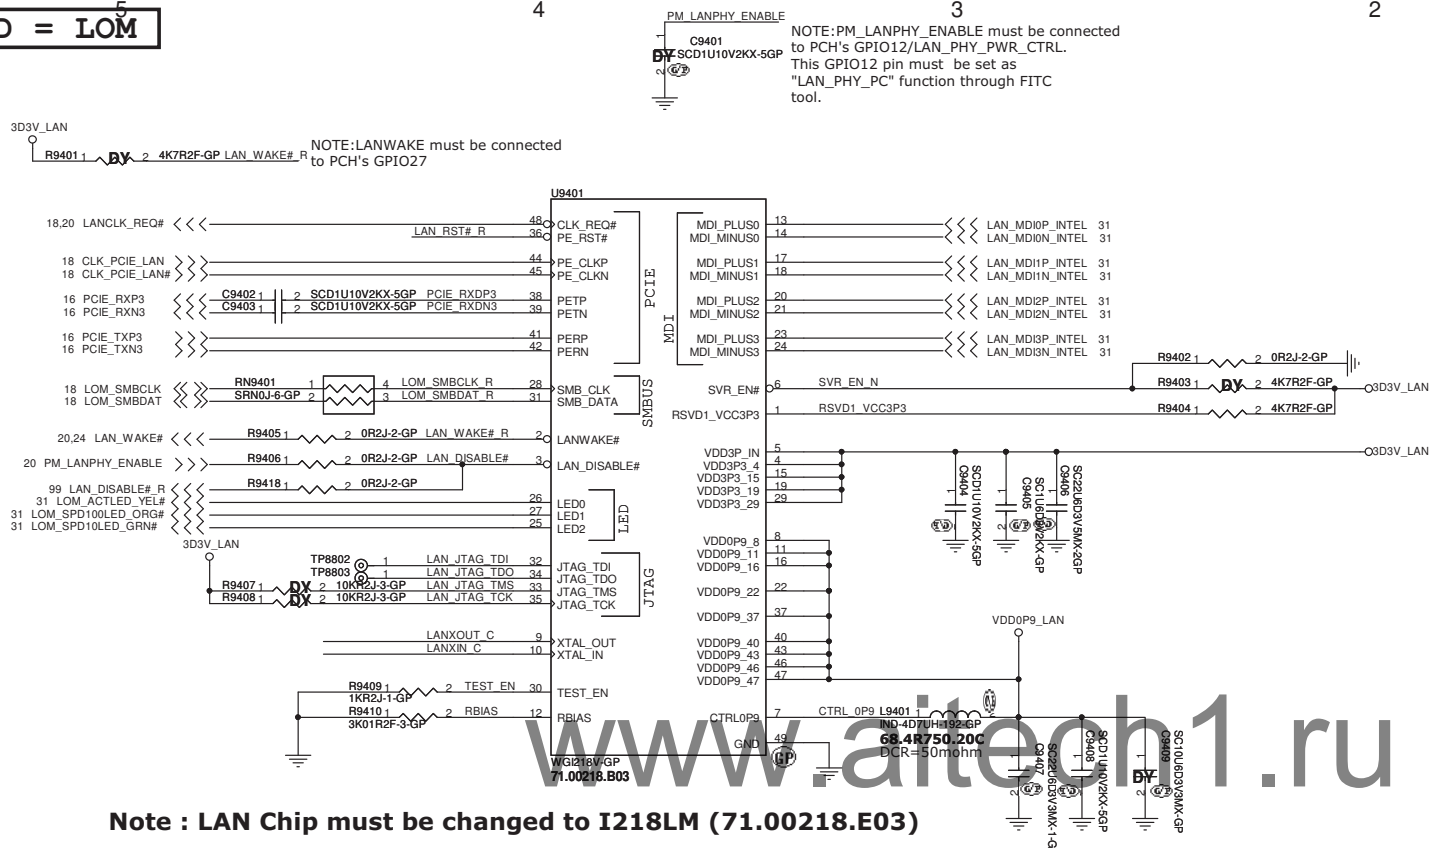 5
4
3
2
D = LOM
PM_LANPHY_ENABLE
C9401
SCD1U10V2KX-5GP
DY
1
2
NOTE:PM_LANPHY_ENABLE must be connected
to PCH's GPIO12/LAN_PHY_PWR_CTRL.
This GPIO12 pin must be set as
"LAN_PHY_PC" function through FITC
tool.
3D3V_LAN
R9401 1 DY 2 4K7R2F-GP LAN_WAKE#_R
NOTE:LANWAKE must be connected
to PCH's GPIO27
U9401
18,20 LANCLK_REQ# 48 CLK_REQ#
LAN_RST#_R 36 PE_RST#
18 CLK_PCIE_LAN 44 PE_CLKP
18 CLK_PCIE_LAN# 45 PE_CLKN
16 PCIE_RXP3 C9402 1 2 SCD1U10V2KX-5GP PCIE_RXDP3 38 PETP
16 PCIE_RXN3 C9403 1 2 SCD1U10V2KX-5GP PCIE_RXDN3 39 PETN
16 PCIE_TXP3 41 PERP
16 PCIE_TXN3 42 PERN
PCIE
18 LOM_SMBCLK RN9401 1 4 LOM_SMBCLK_R 28 SMB_CLK
18 LOM_SMBDAT SRN0J-6-GP 2 3 LOM_SMBDAT_R 31 SMB_DATA
SMBUS
20,24 LAN_WAKE# R9405 1 2 0R2J-2-GP LAN_WAKE#_R 2 LANWAKE#
20 PM_LANPHY_ENABLE R9406 1 2 0R2J-2-GP LAN_DISABLE# 3 LAN_DISABLE#
99 LAN_DISABLE#_R R9418 1 2 0R2J-2-GP
31 LOM_ACTLED_YEL# 26 LED0
31 LOM_SPD100LED_ORG# 27 LED1
31 LOM_SPD10LED_GRN# 25 LED2
LED
3D3V_LAN
TP8802 1 LAN_JTAG_TDI 32 JTAG_TDI
TP8803 1 LAN_JTAG_TDO 34 JTAG_TDO
R9407 1 DY 2 10KR2J-3-GP LAN_JTAG_TMS 33 JTAG_TMS
R9408 1 DY 2 10KR2J-3-GP LAN_JTAG_TCK 35 JTAG_TCK
JTAG
LANXOUT_C 9 XTAL_OUT
LANXIN_C 10 XTAL_IN
R9409 1 2 TEST_EN 30 TEST_EN
1KR2J-1-GP
R9410 1 2 RBIAS 12 RBIAS
3K01R2F-3-GP
WGI218V-GP
71.00218.B03
MDI
MDI_PLUS0 13 LAN_MDI0P_INTEL 31
MDI_MINUS0 14 LAN_MDI0N_INTEL 31
MDI_PLUS1 17 LAN_MDI1P_INTEL 31
MDI_MINUS1 18 LAN_MDI1N_INTEL 31
MDI_PLUS2 20 LAN_MDI2P_INTEL 31
MDI_MINUS2 21 LAN_MDI2N_INTEL 31
MDI_PLUS3 23 LAN_MDI3P_INTEL 31
MDI_MINUS3 24 LAN_MDI3N_INTEL 31
R9402 1 2 0R2J-2-GP
SVR_EN# 6 SVR_EN_N R9403 1 DY 2 4K7R2F-GP 3D3V_LAN
RSVD1_VCC3P3 1 RSVD1_VCC3P3 R9404 1 2 4K7R2F-GP
VDD3P_IN 5 3D3V_LAN
VDD3P3_4 4
VDD3P3_15 15
VDD3P3_19 19
VDD3P3_29 29
C9404
SCD1U10V2KX-5GP
C9405
C9406
SC22U6D3V5MX-2GP
VDD0P9_8 8
VDD0P9_11 11
VDD0P9_16 16
VDD0P9_22 22
VDD0P9_37 37
VDD0P9_40 40
VDD0P9_43 43
VDD0P9_46 46
VDD0P9_47 47
VDD0P9_LAN
CTRL0P9 7 CTRL_0P9 L9401 1 2
IND-4D7UH-192-GP
68.4R750.20C
DCR=50mohm
GND 49
GP
C9407
SC22U6D3V3MX-1-G
C9408
SCD1U10V2KX-5GP
C9409
SC10U6D3V3MX-GP
DY
www.aitech1.ru
Note : LAN Chip must be changed to I218LM (71.00218.E03)